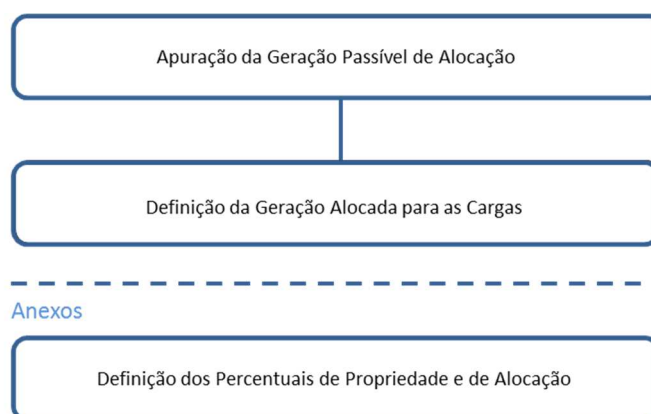 Apuração da Geração Passível de Alocação
Definição da Geração Alocada para as Cargas
Anexos
Definição dos Percentuais de Propriedade e de Alocação